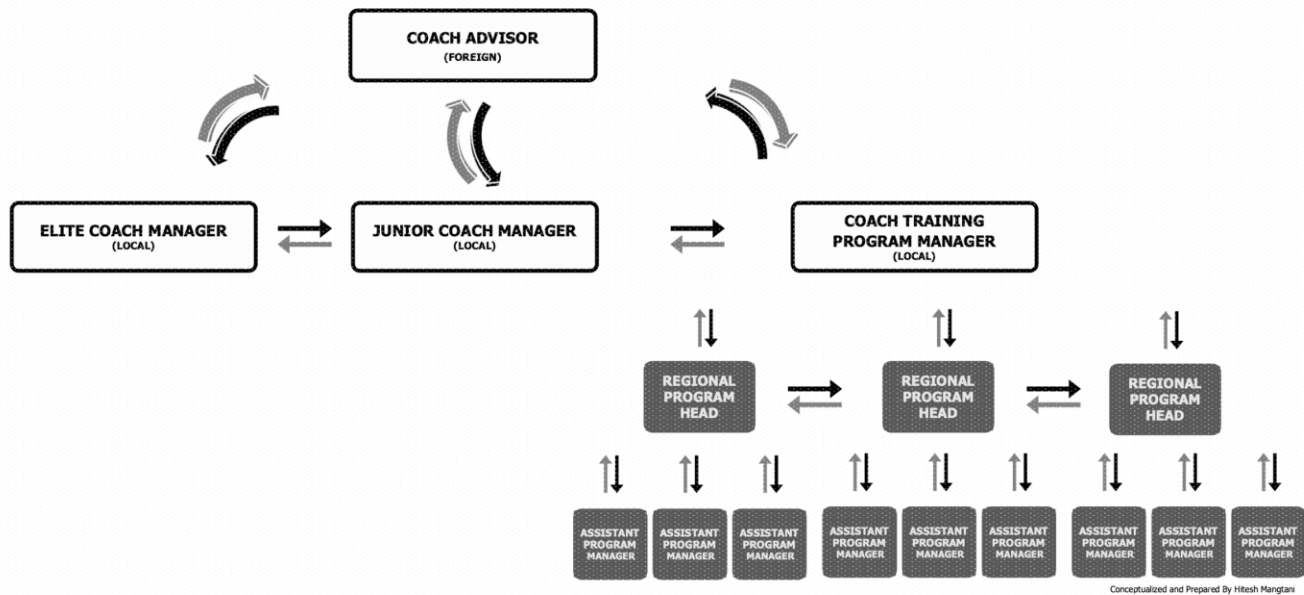 COACH ADVISOR
(FOREIGN)
ELITE COACH MANAGER
(LOCAL)
JUNIOR COACH MANAGER
(LOCAL)
COACH TRAINING
PROGRAM MANAGER
(LOCAL)
REGIONAL
PROGRAM
HEAD
REGIONAL
PROGRAM
HEAD
REGIONAL
PROGRAM
HEAD
ASSISTANT
PROGRAM
MANAGER
ASSISTANT
PROGRAM
MANAGER
ASSISTANT
PROGRAM
MANAGER
ASSISTANT
PROGRAM
MANAGER
ASSISTANT
PROGRAM
MANAGER
ASSISTANT
PROGRAM
MANAGER
ASSISTANT
PROGRAM
MANAGER
ASSISTANT
PROGRAM
MANAGER
ASSISTANT
PROGRAM
MANAGER
Conceptualized and Prepared By Hitesh Mangtani